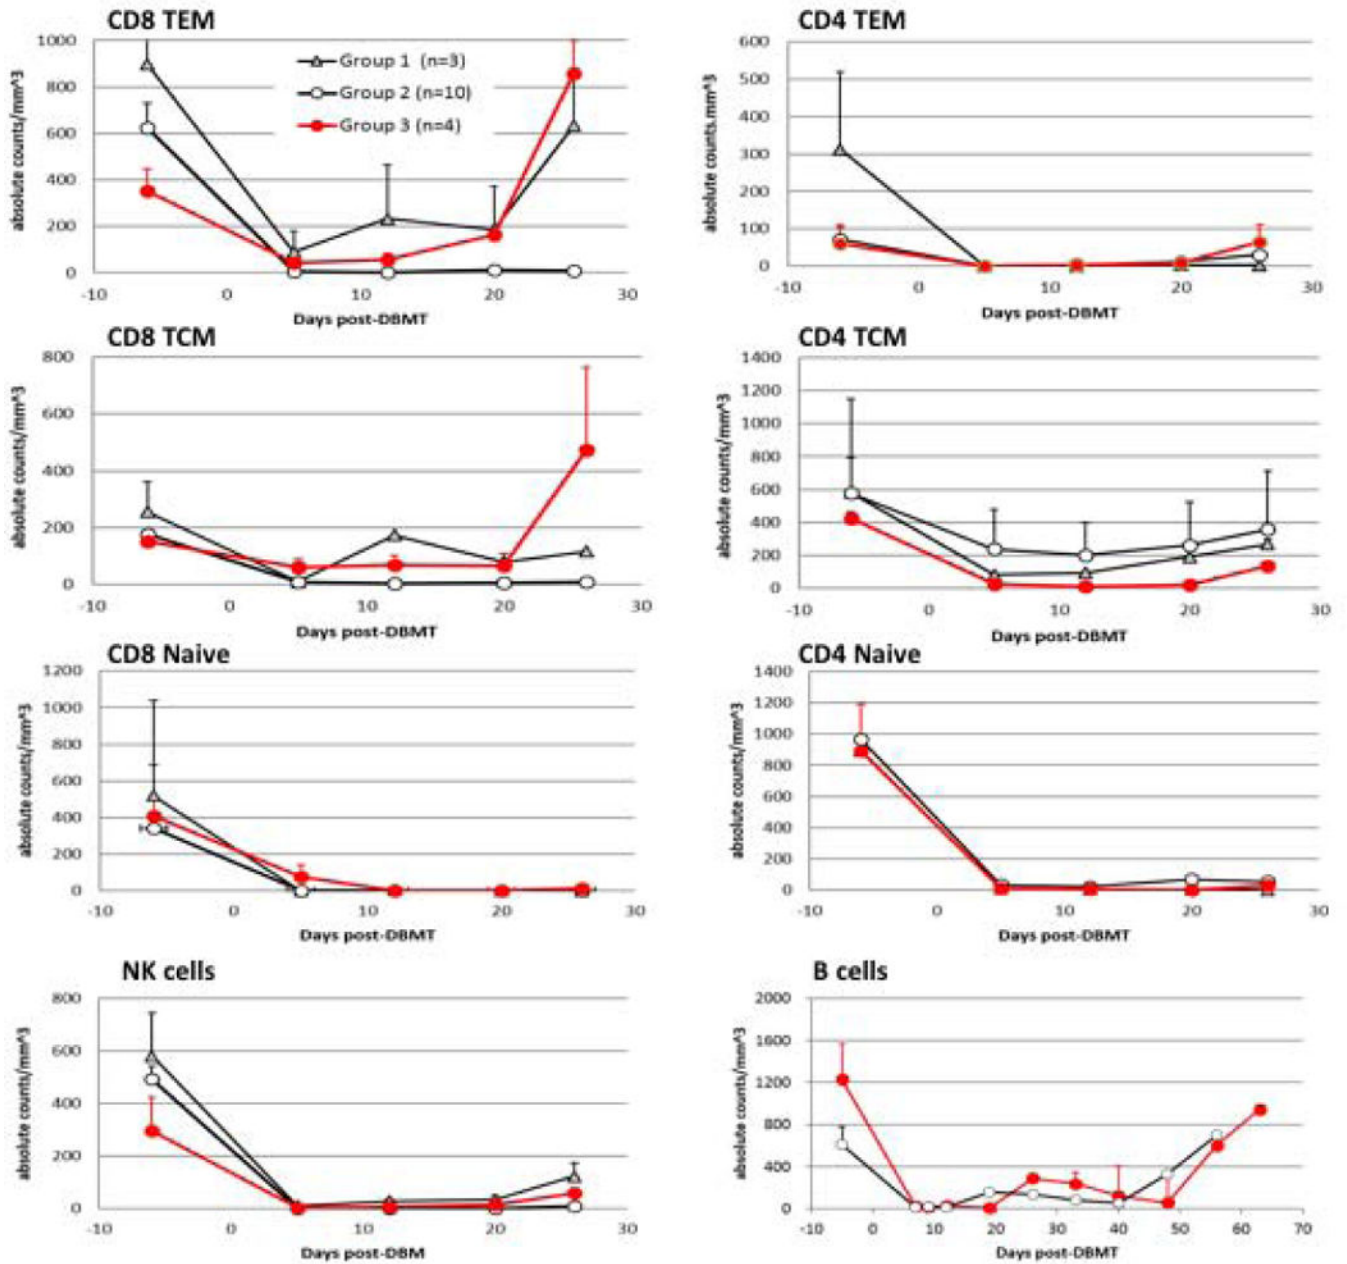 CD8 TEM
absolute counts/mm^3
1000
800
600
400
200
0
-10 0 10 20 30
Days post-DBMT
Group 1 (n=3)
Group 2 (n=10)
Group 3 (n=4)
CD4 TEM
absolute counts.mm^3
600
500
400
300
200
100
0
-10 0 10 20 30
Days post-DBMT
CD8 TCM
absolute counts/mm^3
800
600
400
200
0
-10 0 10 20 30
Days post-DBMT
CD4 TCM
absolute counts/mm^3
1400
1200
1000
800
600
400
200
0
-10 0 10 20 30
Days post-DBMT
CD8 Naive
absolute counts/mm^3
1200
1000
800
600
400
200
0
-10 0 10 20 30
Days post-DBMT
CD4 Naive
absolute counts/mm^3
1400
1200
1000
800
600
400
200
0
-10 0 10 20 30
Days post-DBMT
NK cells
absolute counts/mm^3
800
600
400
200
0
-10 0 10 20 30
Days post-DBM
B cells
absolute counts/mm^3
2000
1600
1200
800
400
0
-10 0 10 20 30 40 50 60 70
Days post-DBMT